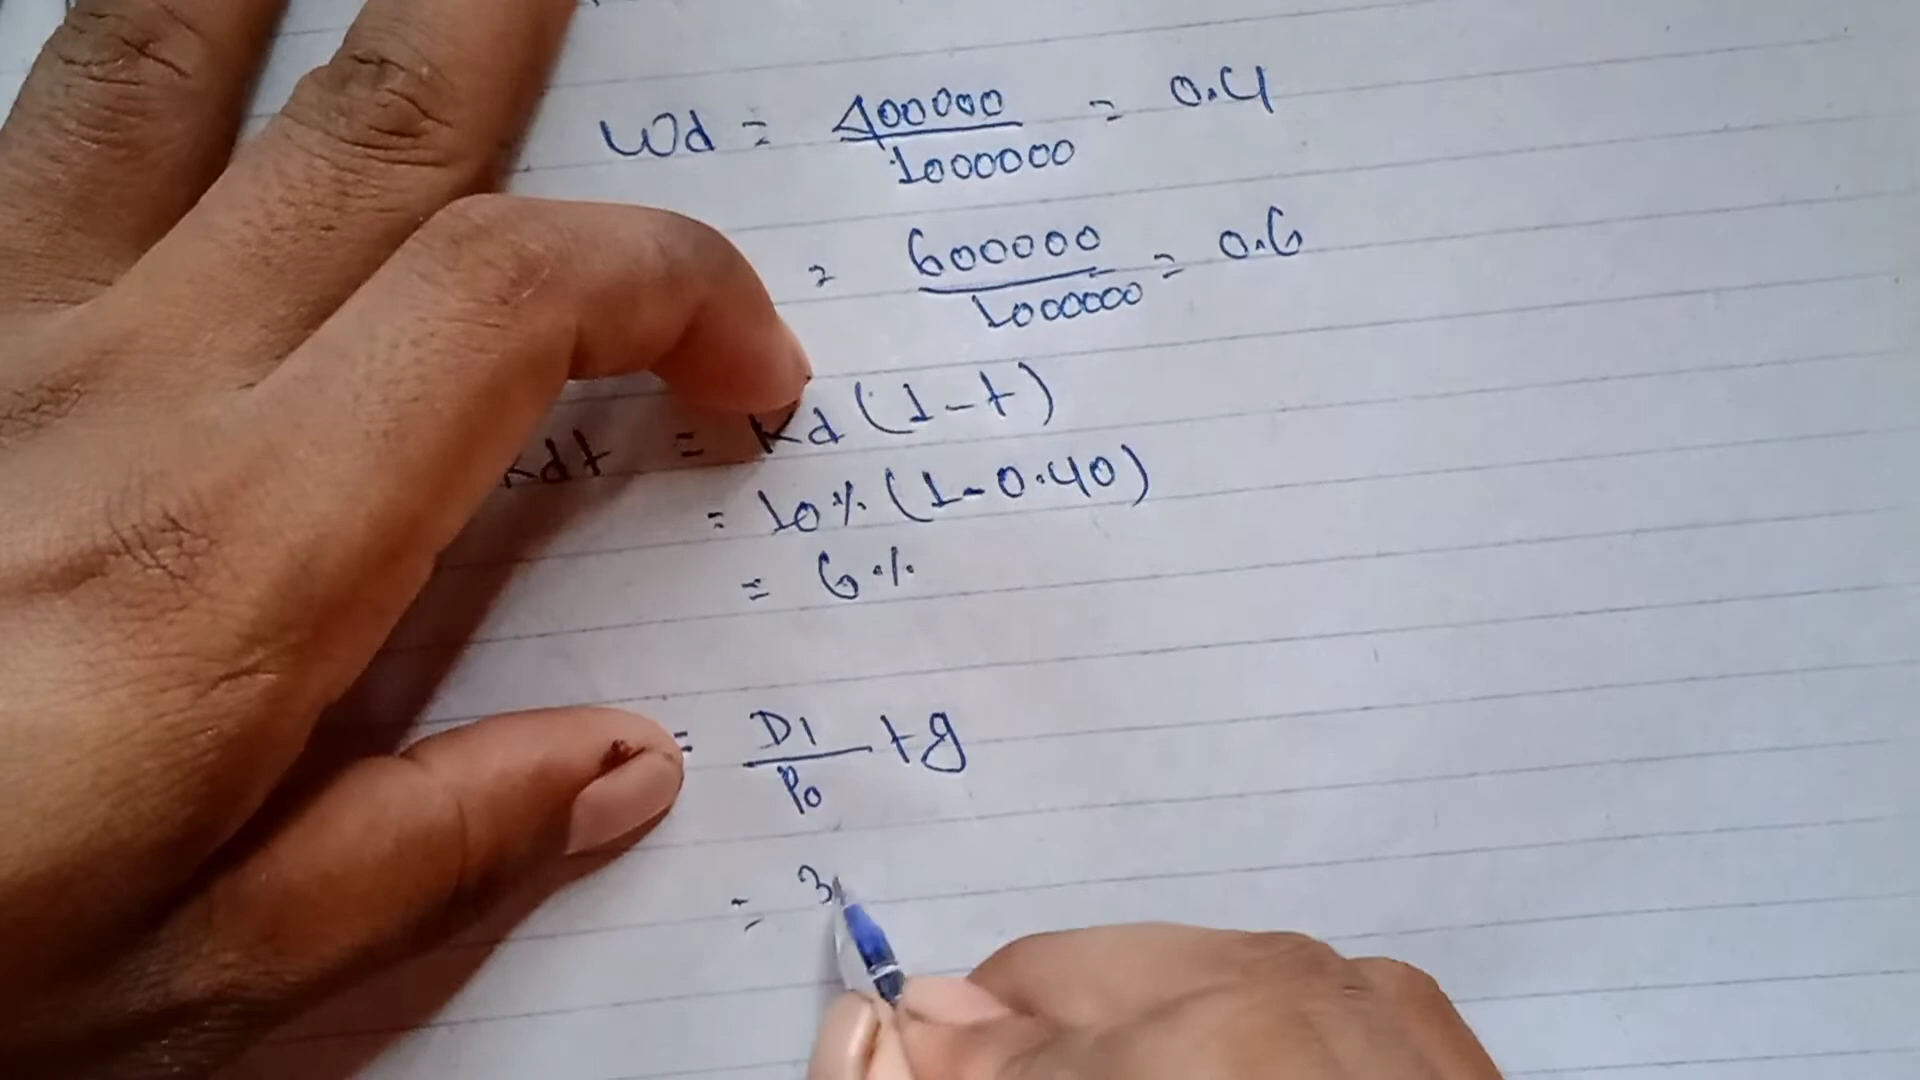 Wd = 400000/1000000 = 0.4
= 600000/1000000 = 0.6
Kdt = Kd (1-t)
= 10% (1-0.40)
= 6%
= D1/P0 + g
= 3